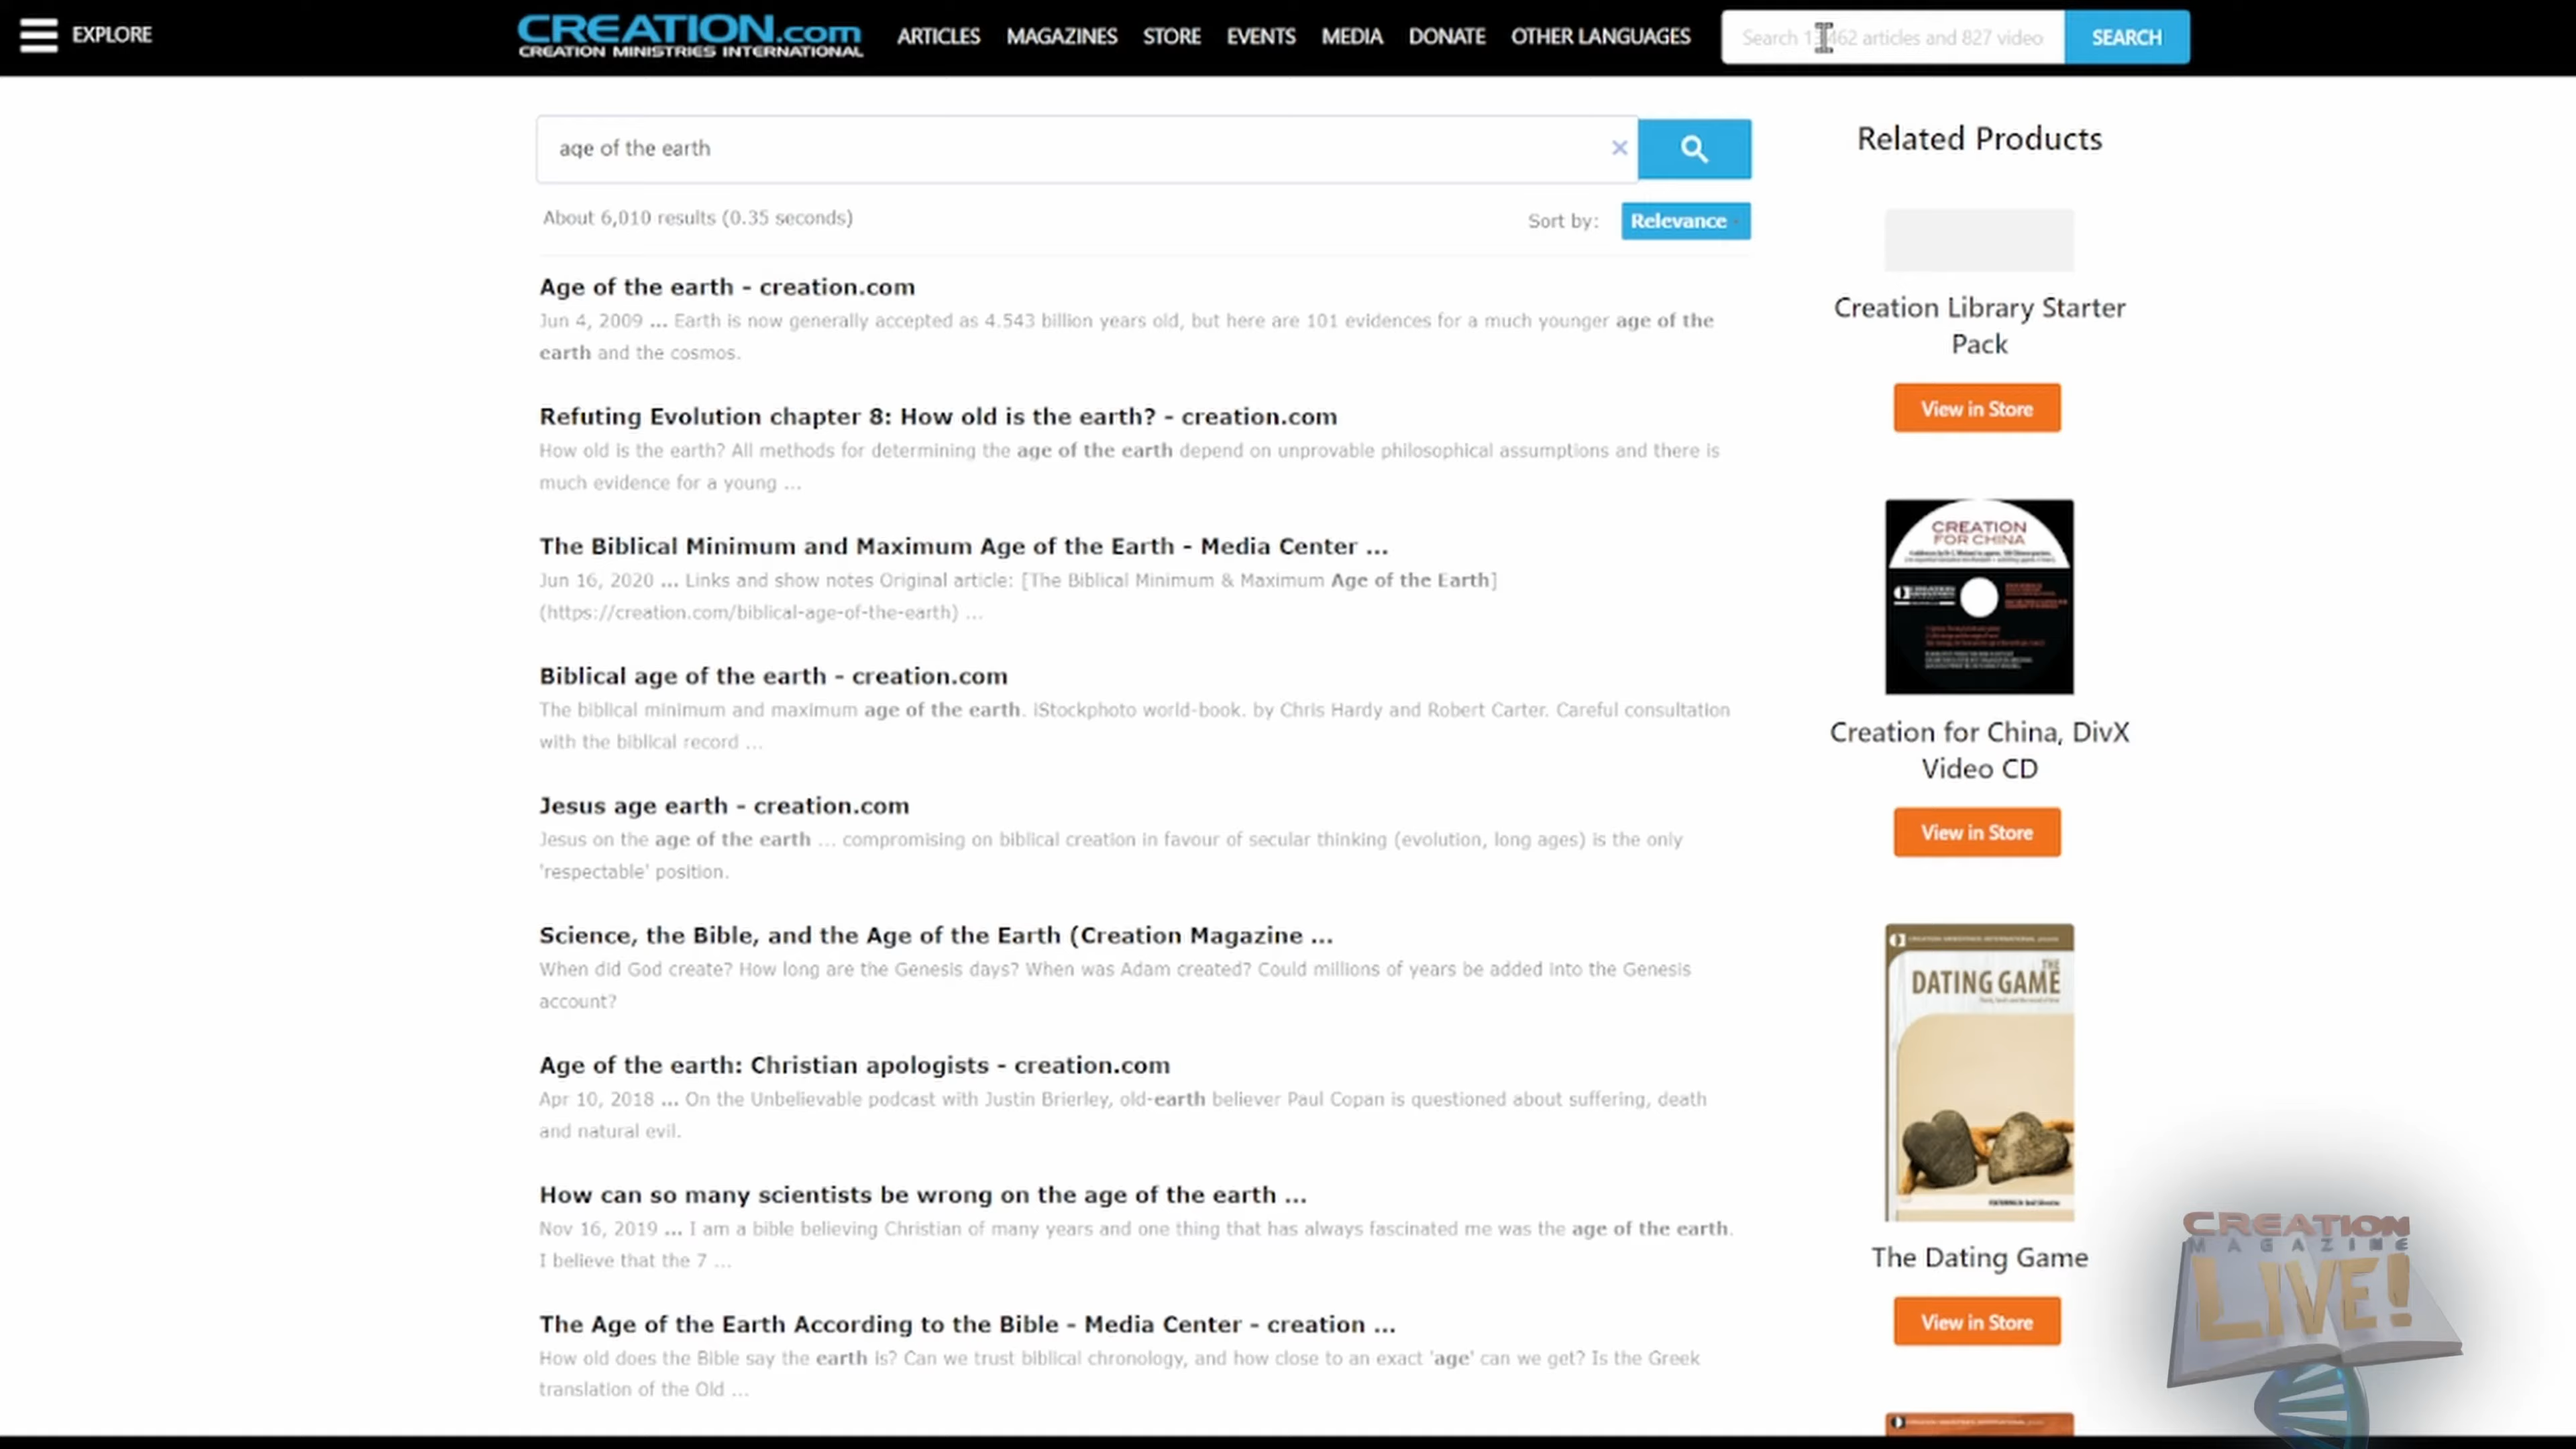 EXPLORE
CREATION.com
CREATION MINISTRIES INTERNATIONAL
ARTICLES
MAGAZINES
STORE
EVENTS
MEDIA
DONATE
OTHER LANGUAGES
Search 462 articles and 827 video
SEARCH
age of the earth
About 6,010 results (0.35 seconds)
Sort by:
Relevance
Age of the earth - creation.com
Jun 4, 2009 ... Earth is now generally accepted as 4.543 billion years old, but here are 101 evidences for a much younger age of the
earth and the cosmos.
Refuting Evolution chapter 8: How old is the earth? - creation.com
How old is the earth? All methods for determining the age of the earth depend on unprovable philosophical assumptions and there is
much evidence for a young ...
The Biblical Minimum and Maximum Age of the Earth - Media Center ...
Jun 16, 2020 ... Links and show notes Original article: [The Biblical Minimum & Maximum Age of the Earth]
(https://creation.com/biblical-age-of-the-earth) ...
Biblical age of the earth - creation.com
The biblical minimum and maximum age of the earth. iStockphoto world-book. by Chris Hardy and Robert Carter. Careful consultation
with the biblical record ...
Jesus age earth - creation.com
Jesus on the age of the earth ... compromising on biblical creation in favour of secular thinking (evolution, long ages) is the only
'respectable' position.
Science, the Bible, and the Age of the Earth (Creation Magazine ...
When did God create? How long are the Genesis days? When was Adam created? Could millions of years be added into the Genesis
account?
Age of the earth: Christian apologists - creation.com
Apr 10, 2018 ... On the Unbelievable podcast with Justin Brierley, old-earth believer Paul Copan is questioned about suffering, death
and natural evil.
How can so many scientists be wrong on the age of the earth ...
Nov 16, 2019 ... I am a bible believing Christian of many years and one thing that has always fascinated me was the age of the earth.
I believe that the 7 ...
The Age of the Earth According to the Bible - Media Center - creation ...
How old does the Bible say the earth is? Can we trust biblical chronology, and how close to an exact 'age' can we get? Is the Greek
translation of the Old ...
Related Products
Creation Library Starter
Pack
View in Store
CREATION
FOR CHINA
Creation for China, DivX
Video CD
View in Store
THE
DATING GAME
The Dating Game
View in Store
CREATION
MAGAZINE
LIVE!